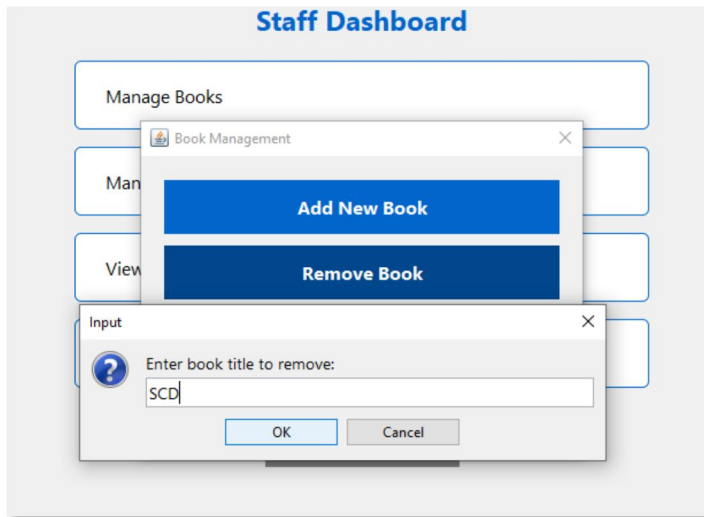 Staff Dashboard
Manage Books
Book Management
Man
Add New Book
View
Remove Book
Input
Enter book title to remove:
SCD
OK Cancel